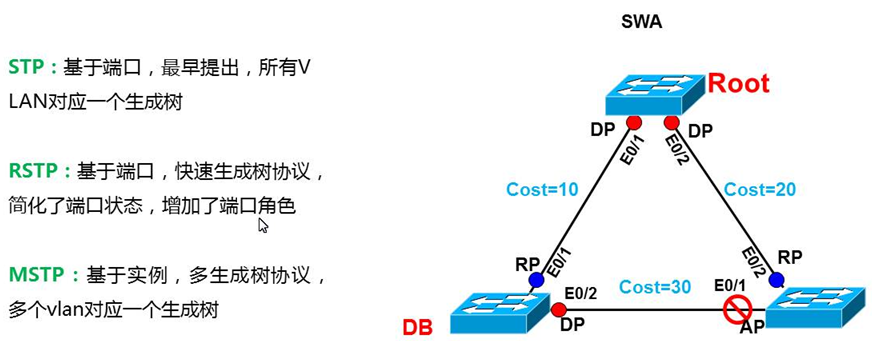 STP：基于端口，最早提出，所有V
LAN对应一个生成树
RSTP：基于端口，快速生成树协议，
简化了端口状态，增加了端口角色
MSTP：基于实例，多生成树协议，
多个vlan对应一个生成树
SWA
Root
DP
DP
E0/1
E0/2
Cost=10
Cost=20
RP
E0/1
RP
E0/2
E0/2
Cost=30
E0/1
DB
DP
AP